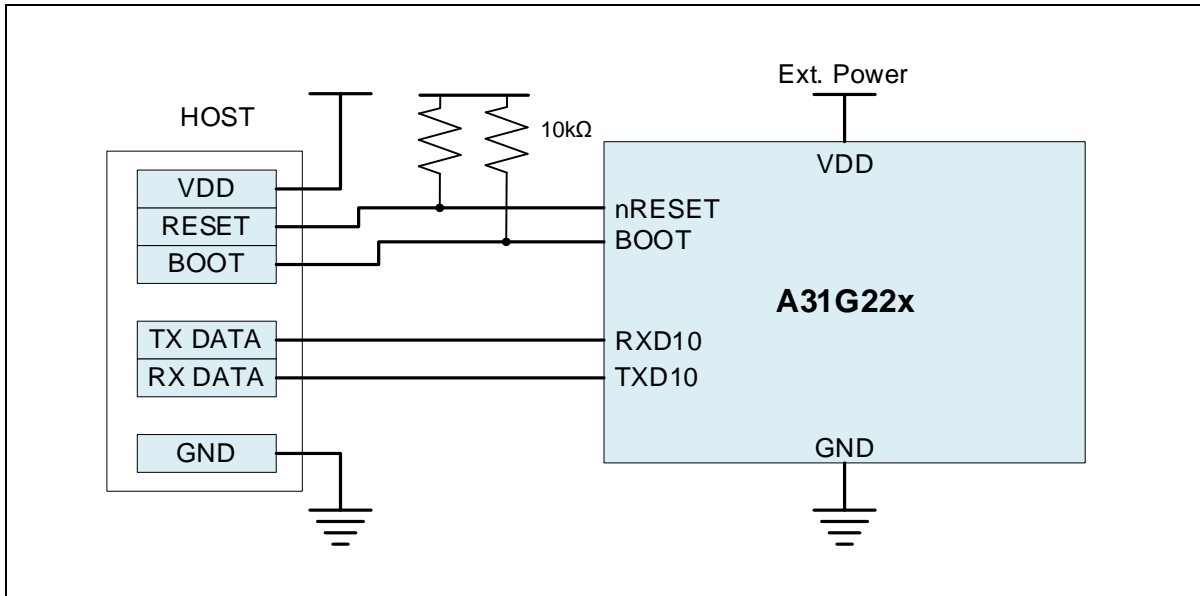 Ext. Power
HOST
10kΩ
VDD
VDD
nRESET
RESET
BOOT
BOOT
A31G22x
TX DATA
RXD10
RX DATA
TXD10
GND
GND